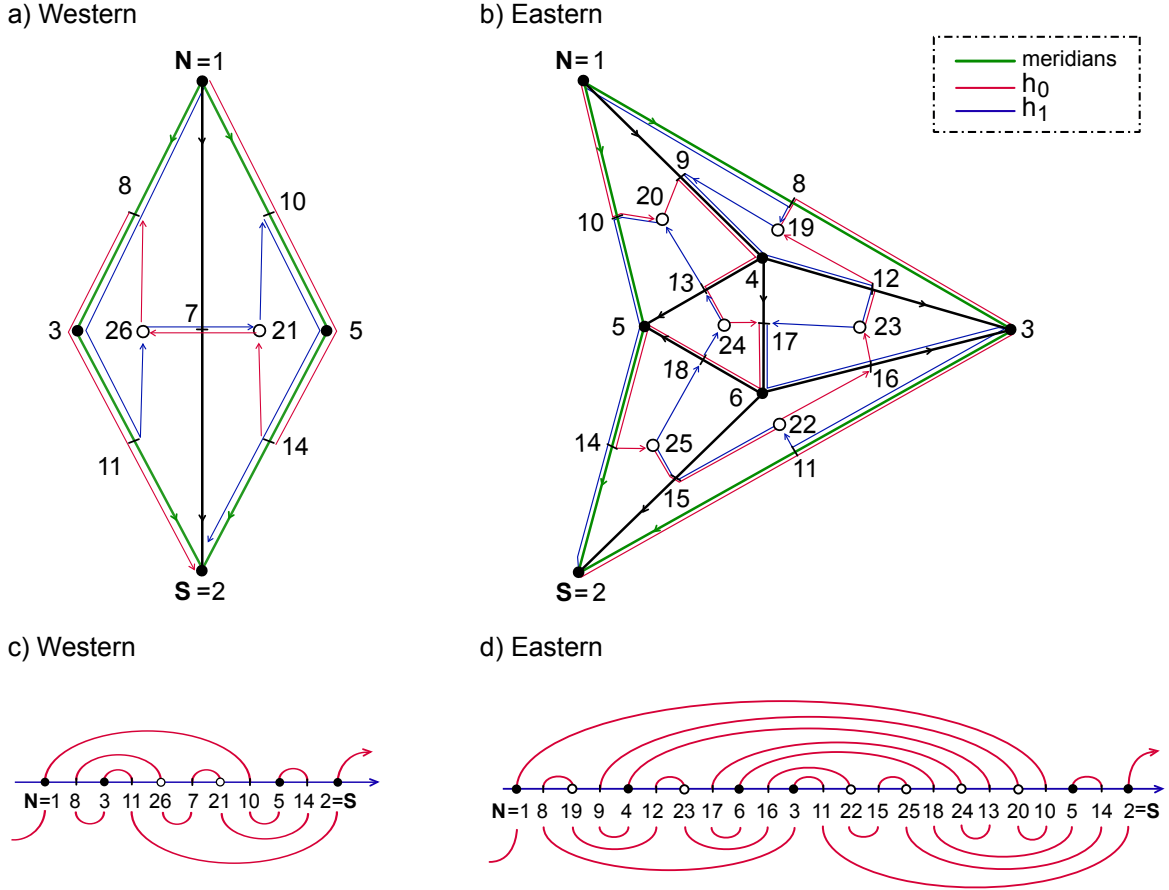 a) Western
b) Eastern
N=1
N=1
meridians
h0
h1
8
10
9
8
20
10
19
7
4
13
12
3
26
21
5
5
24
17
23
3
18
16
6
11
14
14
25
22
11
15
S=2
S=2
c) Western
d) Eastern
N=1 8 3 11 26 7 21 10 5 14 2=S
N=1 8 19 9 4 12 23 17 6 16 3 11 22 15 25 18 24 13 20 10 5 14 2=S